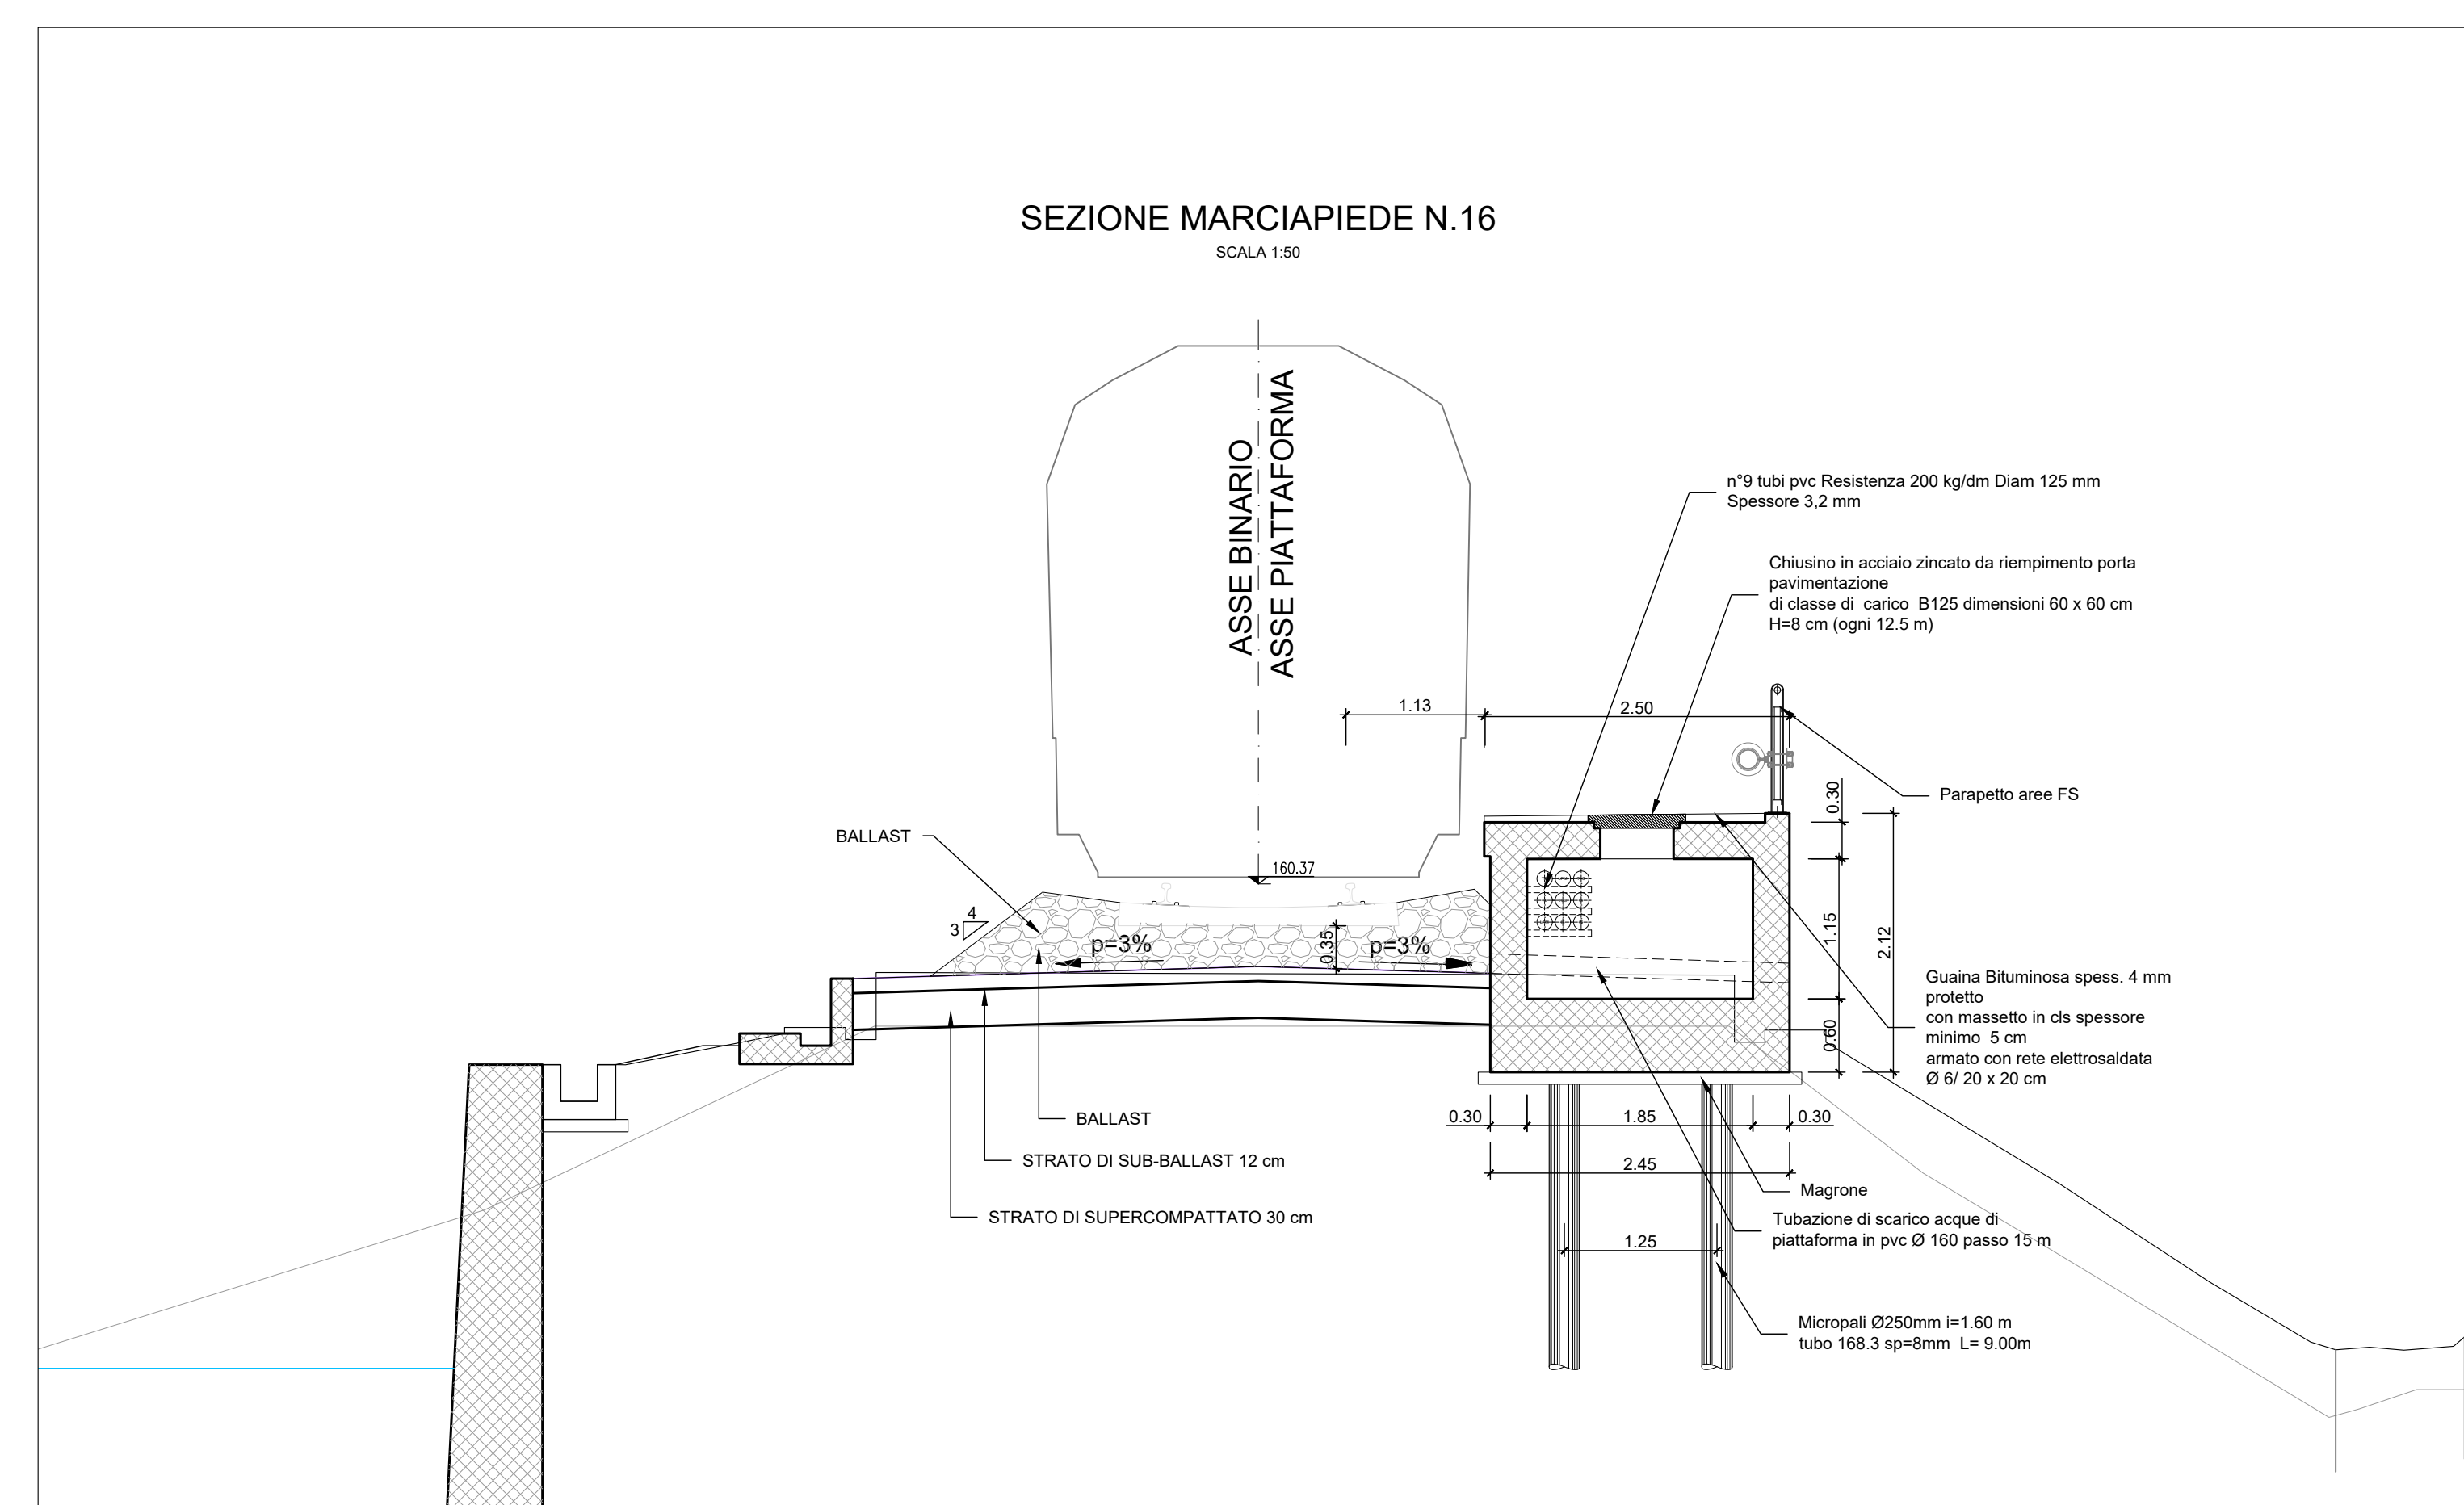 SEZIONE MARCIAPIEDE N.16
SCALA 1:50
ASSE BINARIO
ASSE PIATTAFORMA
n°9 tubi pvc Resistenza 200 kg/dm Diam 125 mm
Spessore 3,2 mm
Chiusino in acciaio zincato da riempimento porta
pavimentazione
di classe di carico B125 dimensioni 60 x 60 cm
H=8 cm (ogni 12.5 m)
1.13
2.50
Parapetto aree FS
0.30
BALLAST
160.37
4
3
p=3%
0.35
p=3%
1.15
2.12
0.60
Guaina Bituminosa spess. 4 mm
protetto
con massetto in cls spessore
minimo 5 cm
armato con rete elettrosaldata
Ø 6/ 20 x 20 cm
BALLAST
0.30
1.85
0.30
STRATO DI SUB-BALLAST 12 cm
2.45
Magrone
STRATO DI SUPERCOMPATTATO 30 cm
Tubazione di scarico acque di
piattaforma in pvc Ø 160 passo 15 m
1.25
Micropali Ø250mm i=1.60 m
tubo 168.3 sp=8mm L= 9.00m